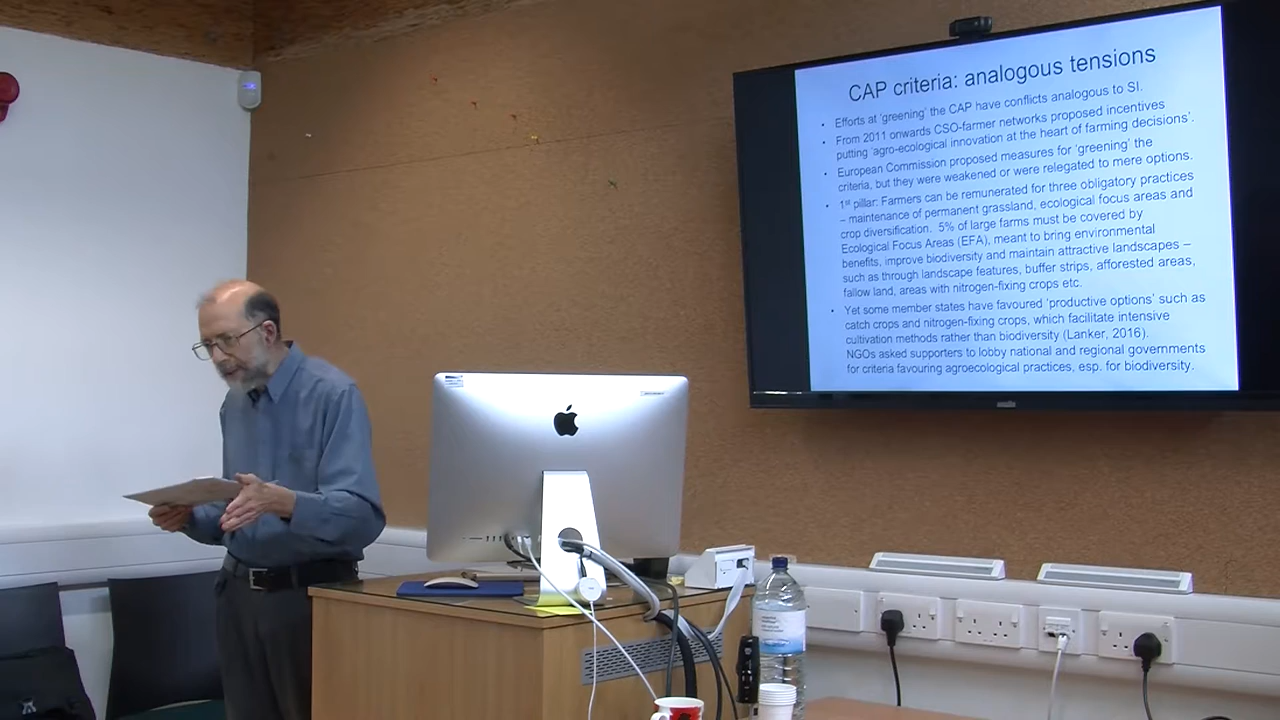 CAP criteria: analogous tensions
• Efforts at 'greening' the CAP have conflicts analogous to SI.
• From 2011 onwards CSO-farmer networks proposed incentives
putting 'agro-ecological innovation at the heart of farming decisions'.
• European Commission proposed measures for 'greening' the
criteria, but they were weakened or were relegated to mere options.
• 1st pillar: Farmers can be remunerated for three obligatory practices
– maintenance of permanent grassland, ecological focus areas and
crop diversification. 5% of large farms must be covered by
Ecological Focus Areas (EFA), meant to bring environmental
benefits, improve biodiversity and maintain attractive landscapes –
such as through landscape features, buffer strips, afforested areas,
fallow land, areas with nitrogen-fixing crops etc.
• Yet some member states have favoured 'productive options' such as
catch crops and nitrogen-fixing crops, which facilitate intensive
cultivation methods rather than biodiversity (Lanker, 2016).
NGOs asked supporters to lobby national and regional governments
for criteria favouring agroecological practices, esp. for biodiversity.